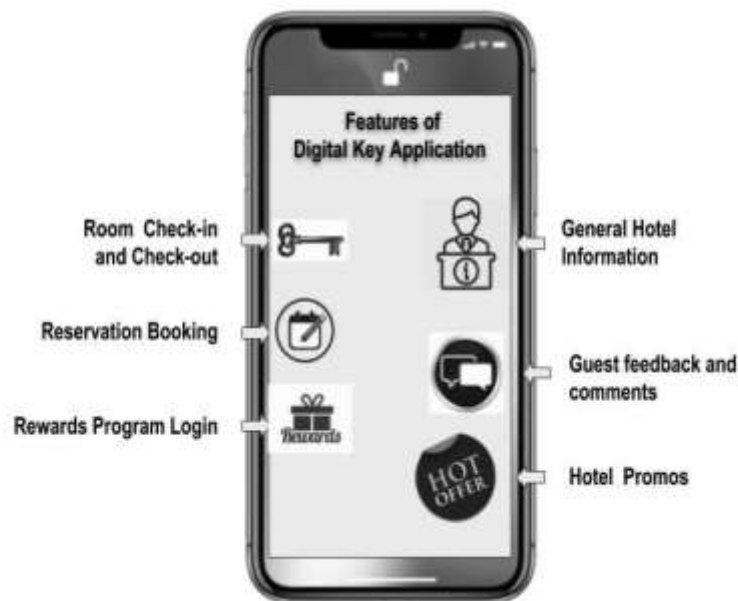 Features of
Digital Key Application
Room Check-in
and Check-out
Reservation Booking
Rewards Program Login
Rewards
General Hotel
Information
i
Guest feedback and
comments
HOT
OFFER
Hotel Promos